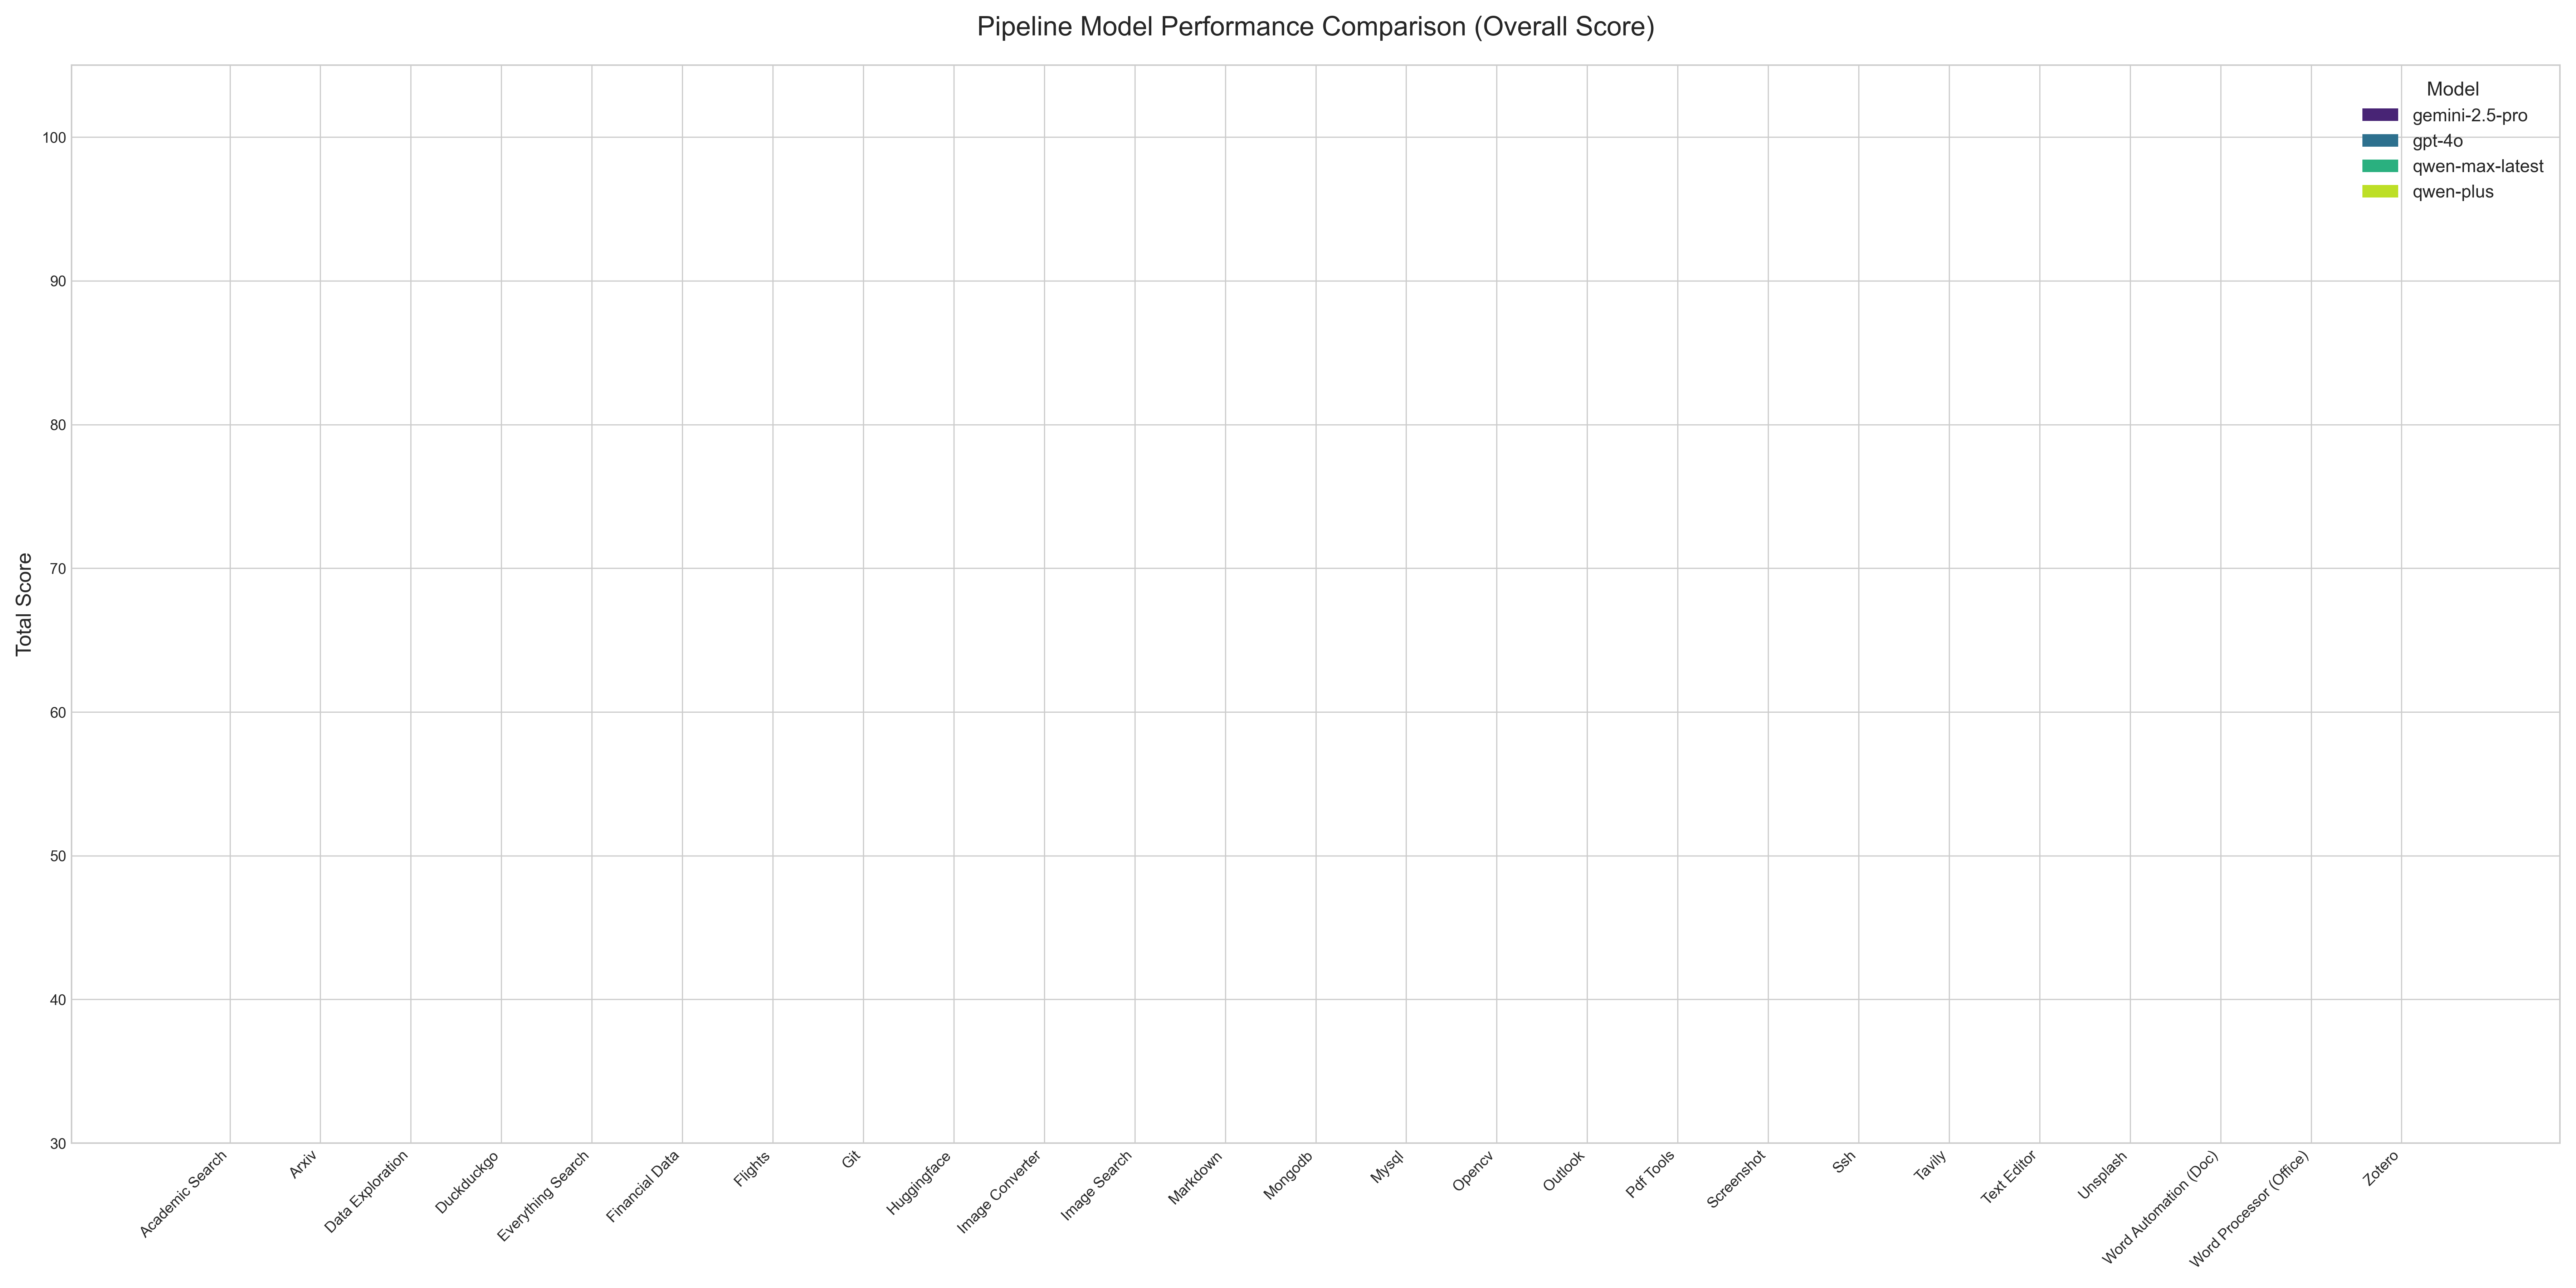 Pipeline Model Performance Comparison (Overall Score)
Model
gemini-2.5-pro
gpt-4o
qwen-max-latest
qwen-plus
Total Score
100
90
80
70
60
50
40
30
Academic Search
Arxiv
Data Exploration
Duckduckgo
Everything Search
Financial Data
Flights
Git
Huggingface
Image Converter
Image Search
Markdown
Mongodb
Mysql
Opencv
Outlook
Pdf Tools
Screenshot
Ssh
Tavily
Text Editor
Unsplash
Word Automation (Doc)
Word Processor (Office)
Zotero